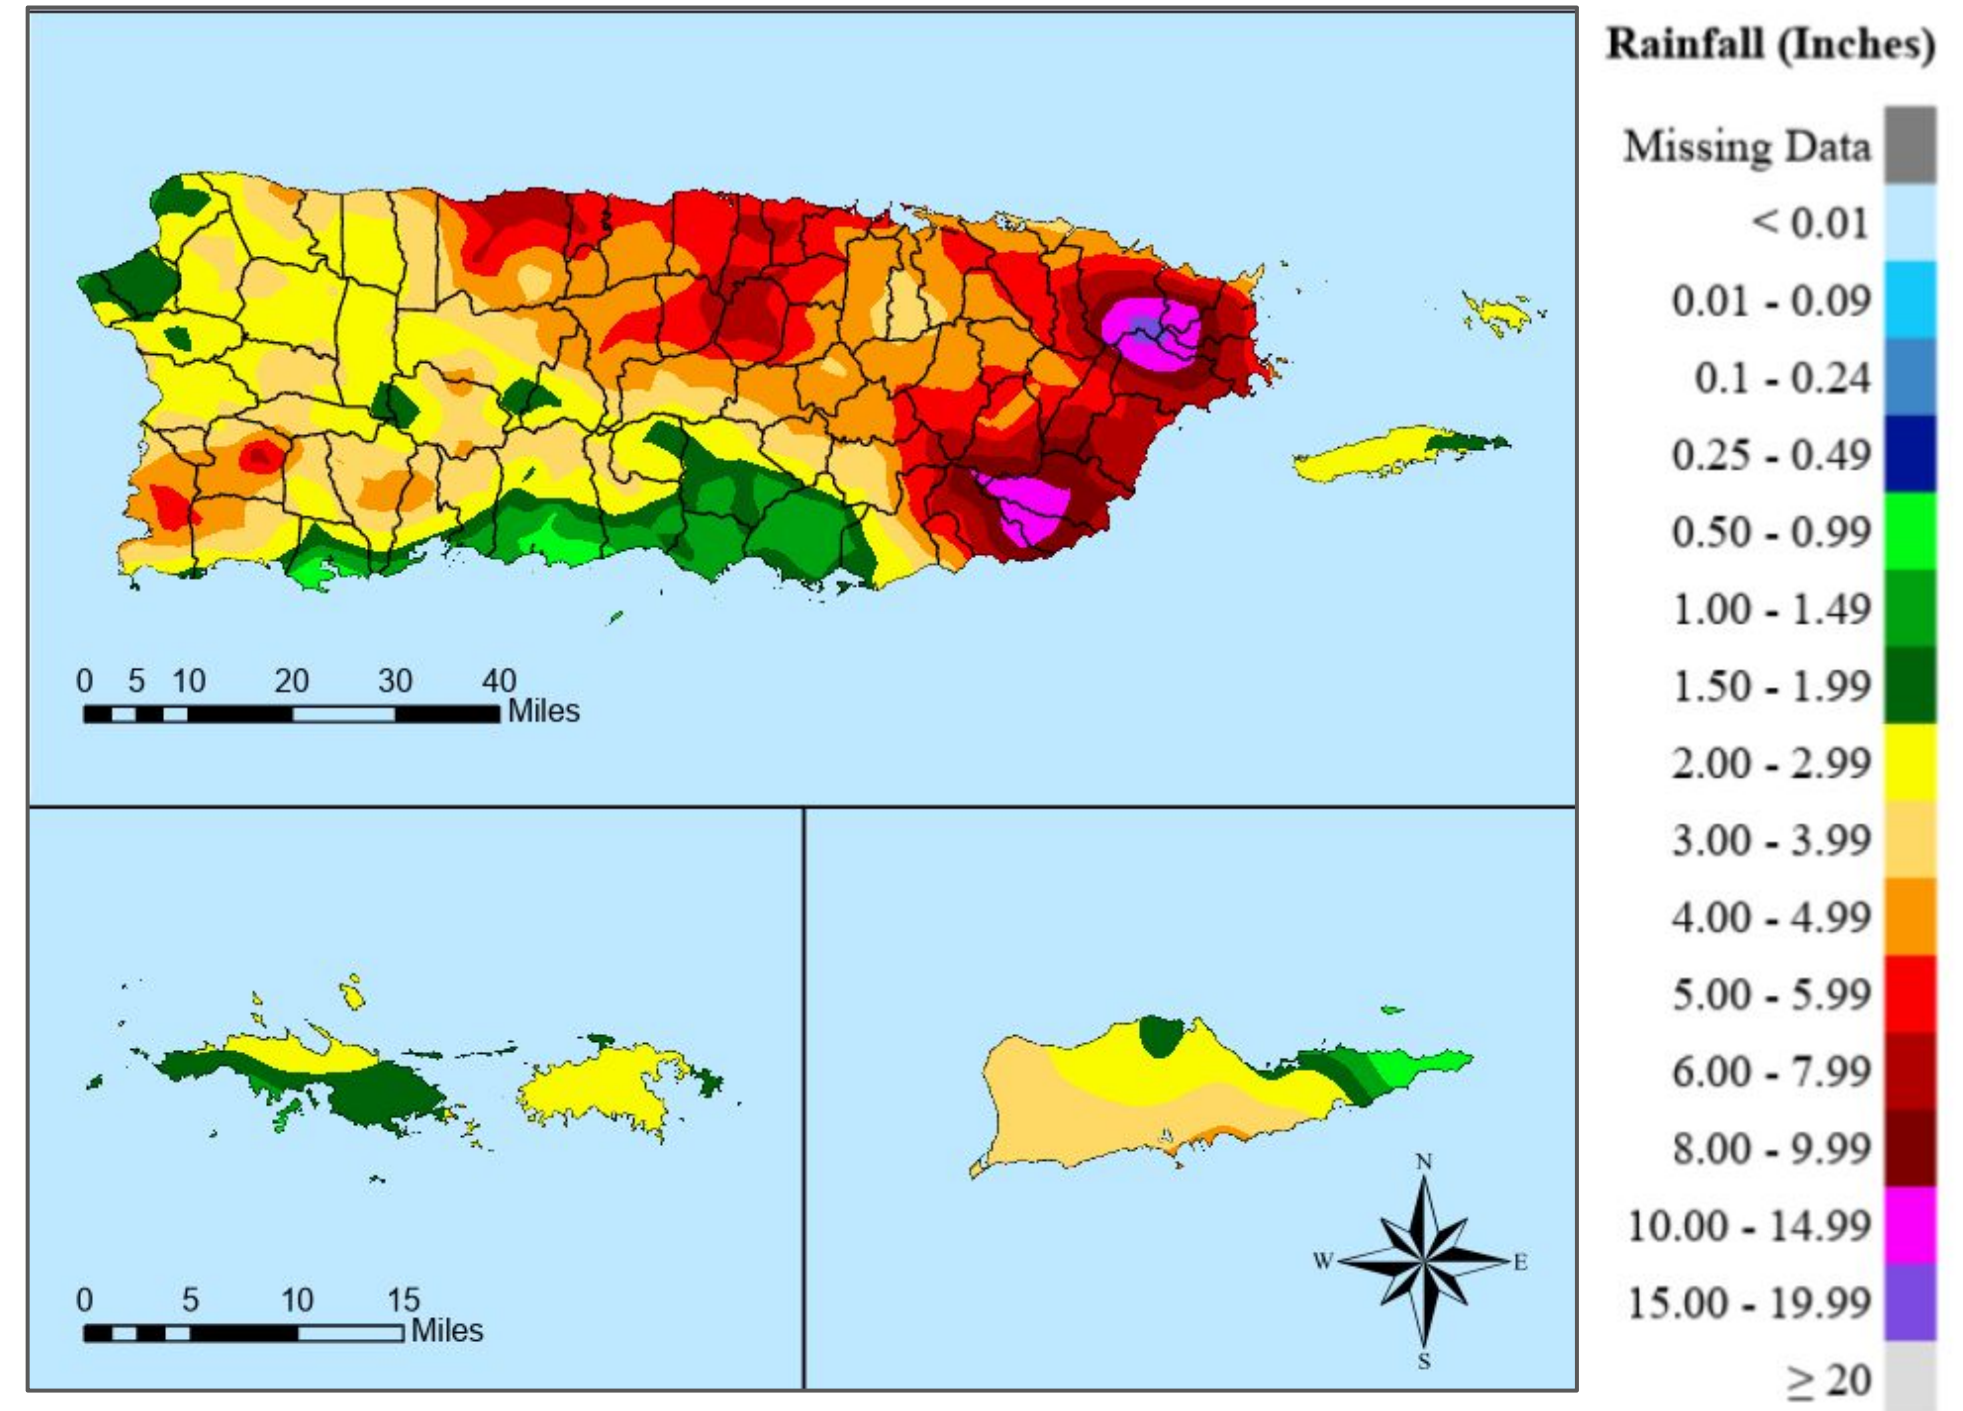 Rainfall (Inches)
Missing Data
< 0.01
0.01 - 0.09
0.1 - 0.24
0.25 - 0.49
0.50 - 0.99
1.00 - 1.49
1.50 - 1.99
2.00 - 2.99
3.00 - 3.99
4.00 - 4.99
5.00 - 5.99
6.00 - 7.99
8.00 - 9.99
10.00 - 14.99
15.00 - 19.99
≥ 20
0 5 10 20 30 40
Miles
0 5 10 15
Miles
N
W E
S